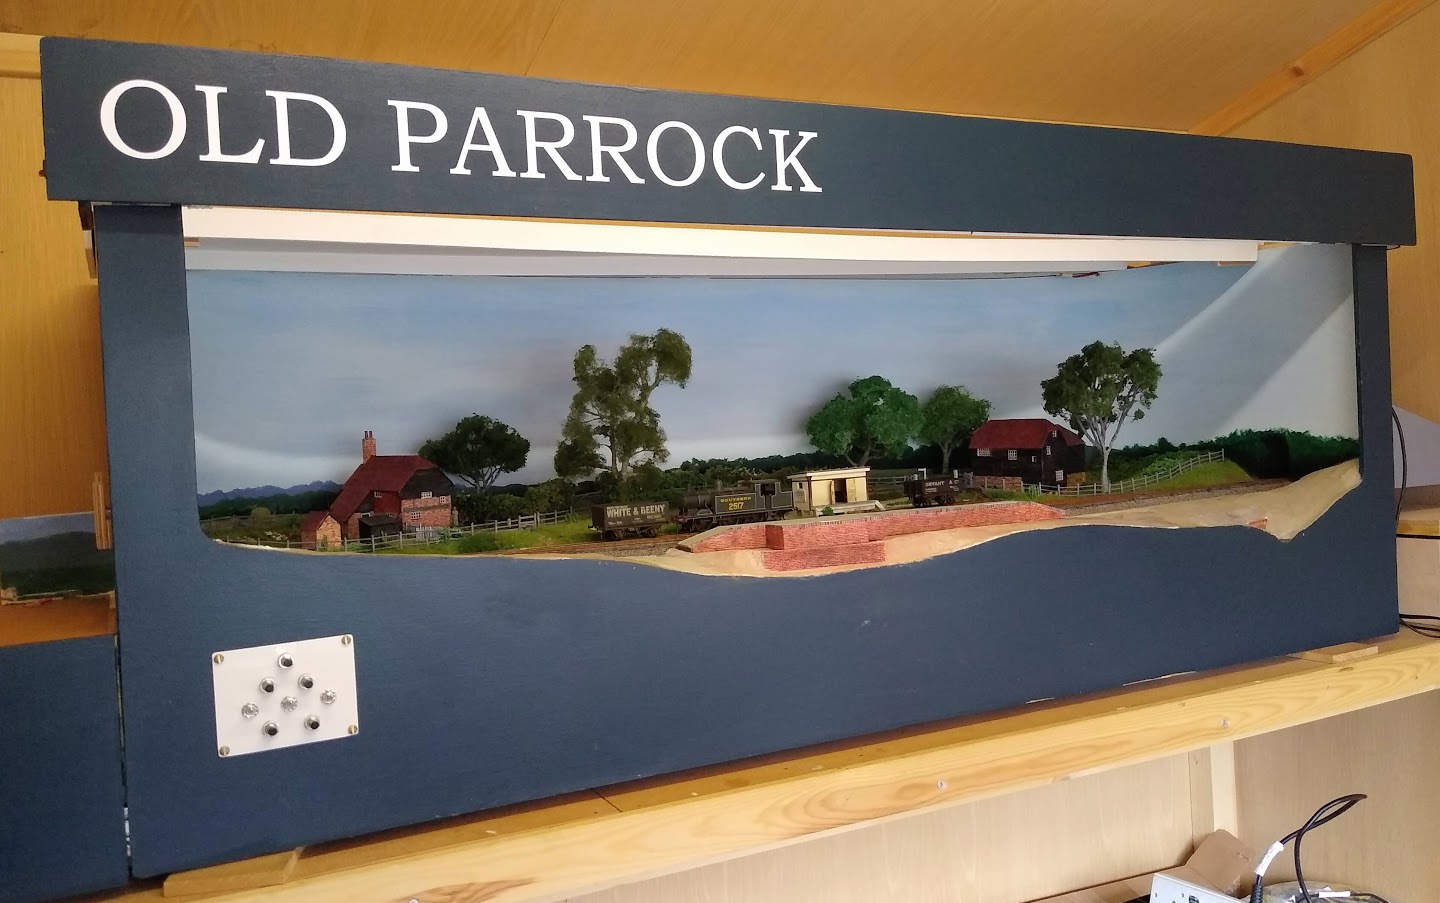 OLD PARROCK
WHITE & BEENY
SOUTHERN
2517